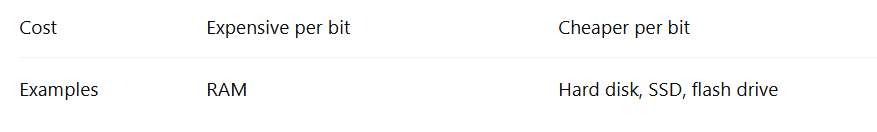 Cost Expensive per bit Cheaper per bit
Examples RAM Hard disk, SSD, flash drive